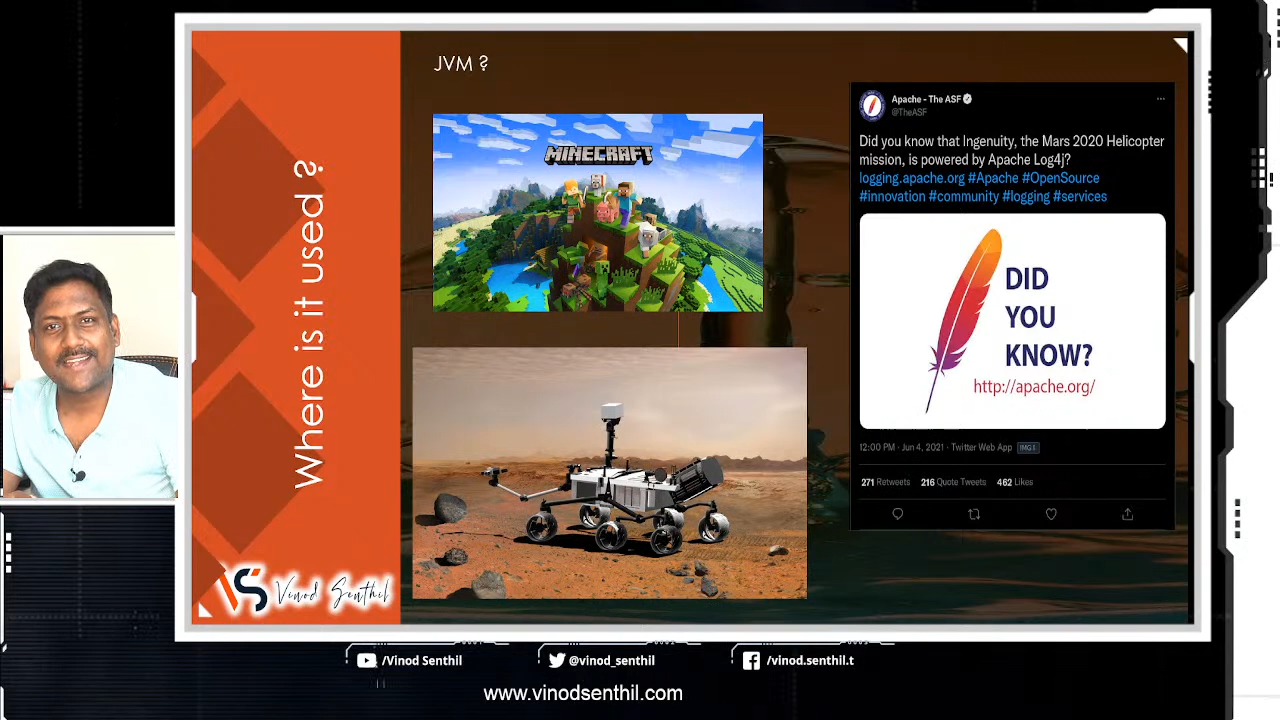 JVM ?
Where is it used ?
MINECRAFT
Apache - The ASF
@TheASF
Did you know that Ingenuity, the Mars 2020 Helicopter
mission, is powered by Apache Log4j?
logging.apache.org #Apache #OpenSource
#innovation #community #logging #services
DID
YOU
KNOW?
http://apache.org/
12:00 PM · Jun 4, 2021 · Twitter Web App
271 Retweets 216 Quote Tweets 462 Likes
VS Vinod Senthil
/Vinod Senthil
@vinod_senthil
/vinod.senthil.t
www.vinodsenthil.com